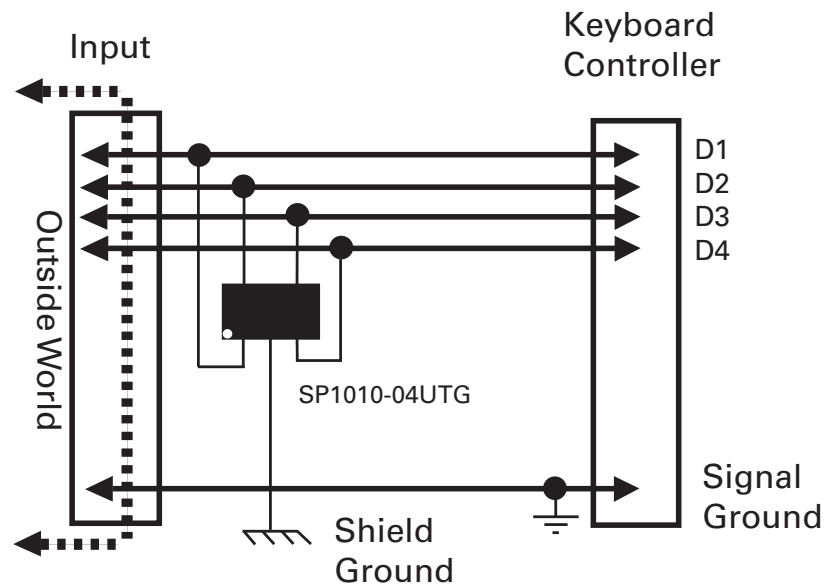 Input
Keyboard
Controller
D1
D2
D3
D4
Outside World
SP1010-04UTG
Signal
Ground
Shield
Ground